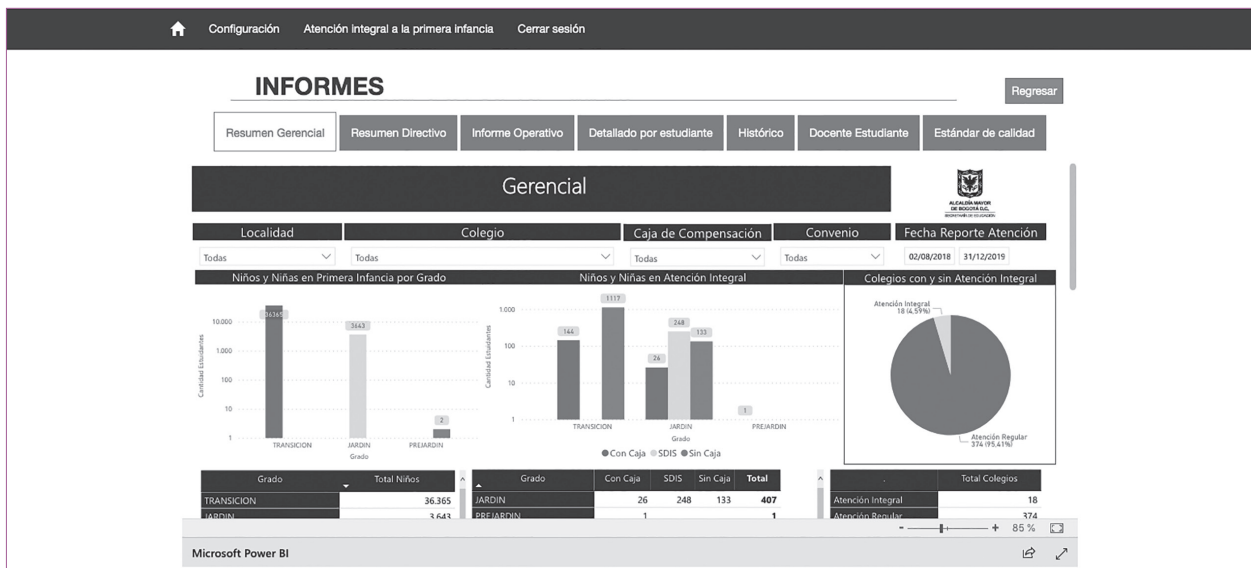 Configuración Atención integral a la primera infancia Cerrar sesión
INFORMES
Regresar
Resumen Gerencial Resumen Directivo Informe Operativo Detallado por estudiante Histórico Docente Estudiante Estándar de calidad
Gerencial
ALCALDÍA MAYOR
DE BOGOTÁ D.C.
SECRETARÍA DE EDUCACIÓN
Localidad Colegio Caja de Compensación Convenio Fecha Reporte Atención
Todas Todas Todas Todas 02/08/2018 31/12/2019
Niños y Niñas en Primera Infancia por Grado
Cantidad Estuidantes
10.000
1.000
100
10
1
36365
3643
2
TRANSICION JARDIN PREJARDIN
Grado
Niños y Niñas en Atención Integral
Cantidad Estuidantes
1.000
100
10
1
144 1117
26 248 133
1
TRANSICION JARDIN PREJARDIN
Grado
Con Caja SDIS Sin Caja
Colegios con y sin Atención Integral
Atención Integral
18 (4,59%)
Atención Regular
374 (95,41%)
Grado Total Niños
TRANSICION 36.365
JARDIN 3.643
Grado Con Caja SDIS Sin Caja Total
JARDIN 26 248 133 407
PREJARDIN 1 1
. Total Colegios
Atención Integral 18
Atención Regular 374
- + 85 %
Microsoft Power BI